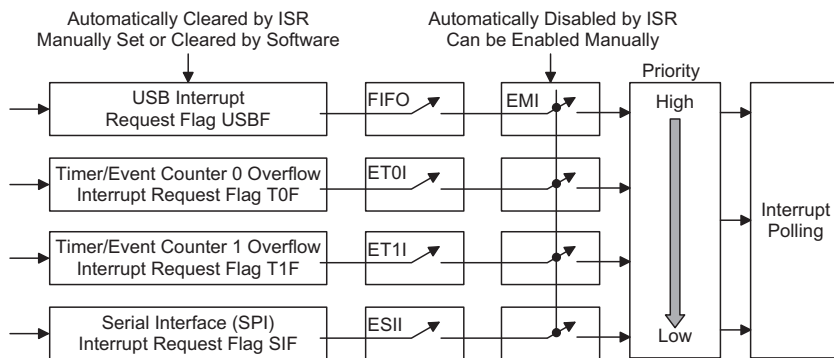 Automatically Cleared by ISR
Manually Set or Cleared by Software
Automatically Disabled by ISR
Can be Enabled Manually
Priority
USB Interrupt
Request Flag USBF
FIFO
EMI
High
Timer/Event Counter 0 Overflow
Interrupt Request Flag T0F
ET0I
Interrupt
Polling
Timer/Event Counter 1 Overflow
Interrupt Request Flag T1F
ET1I
Serial Interface (SPI)
Interrupt Request Flag SIF
ESII
Low